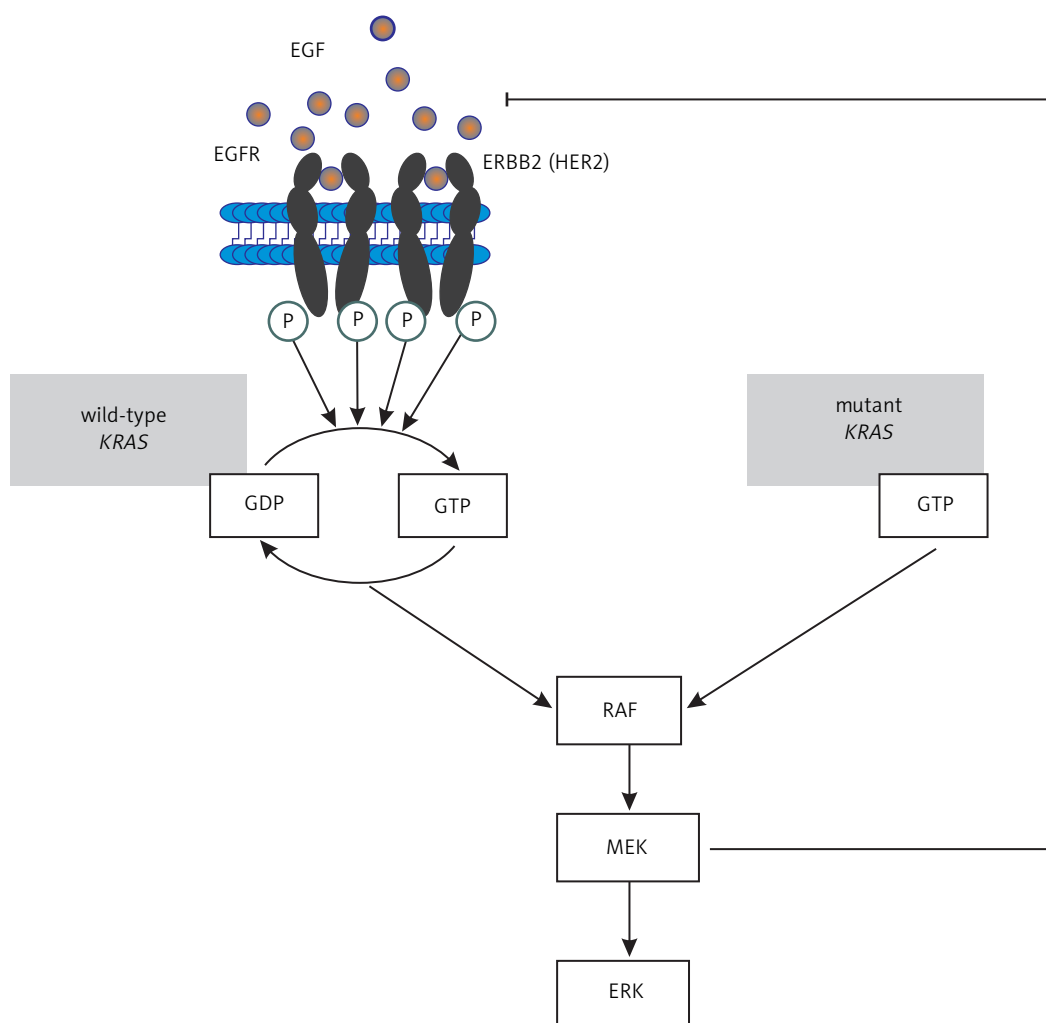 EGF
EGFR
ERBB2 (HER2)
P
P
P
P
wild-type
KRAS
mutant
KRAS
GDP
GTP
GTP
RAF
MEK
ERK